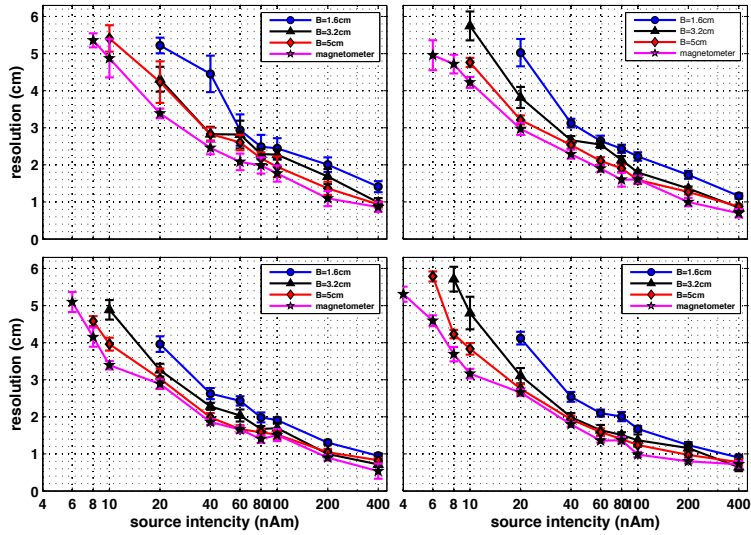 6
5
4
3
2
1
0
resolution (cm)
B=1.6cm
B=3.2cm
B=5cm
magnetometer
B=1.6cm
B=3.2cm
B=5cm
magnetometer
6
5
4
3
2
1
0
resolution (cm)
B=1.6cm
B=3.2cm
B=5cm
magnetometer
B=1.6cm
B=3.2cm
B=5cm
magnetometer
4 6 8 10 20 40 60 80 100 200 400
4 6 8 10 20 40 60 80 100 200 400
source intencity (nAm)
source intencity (nAm)